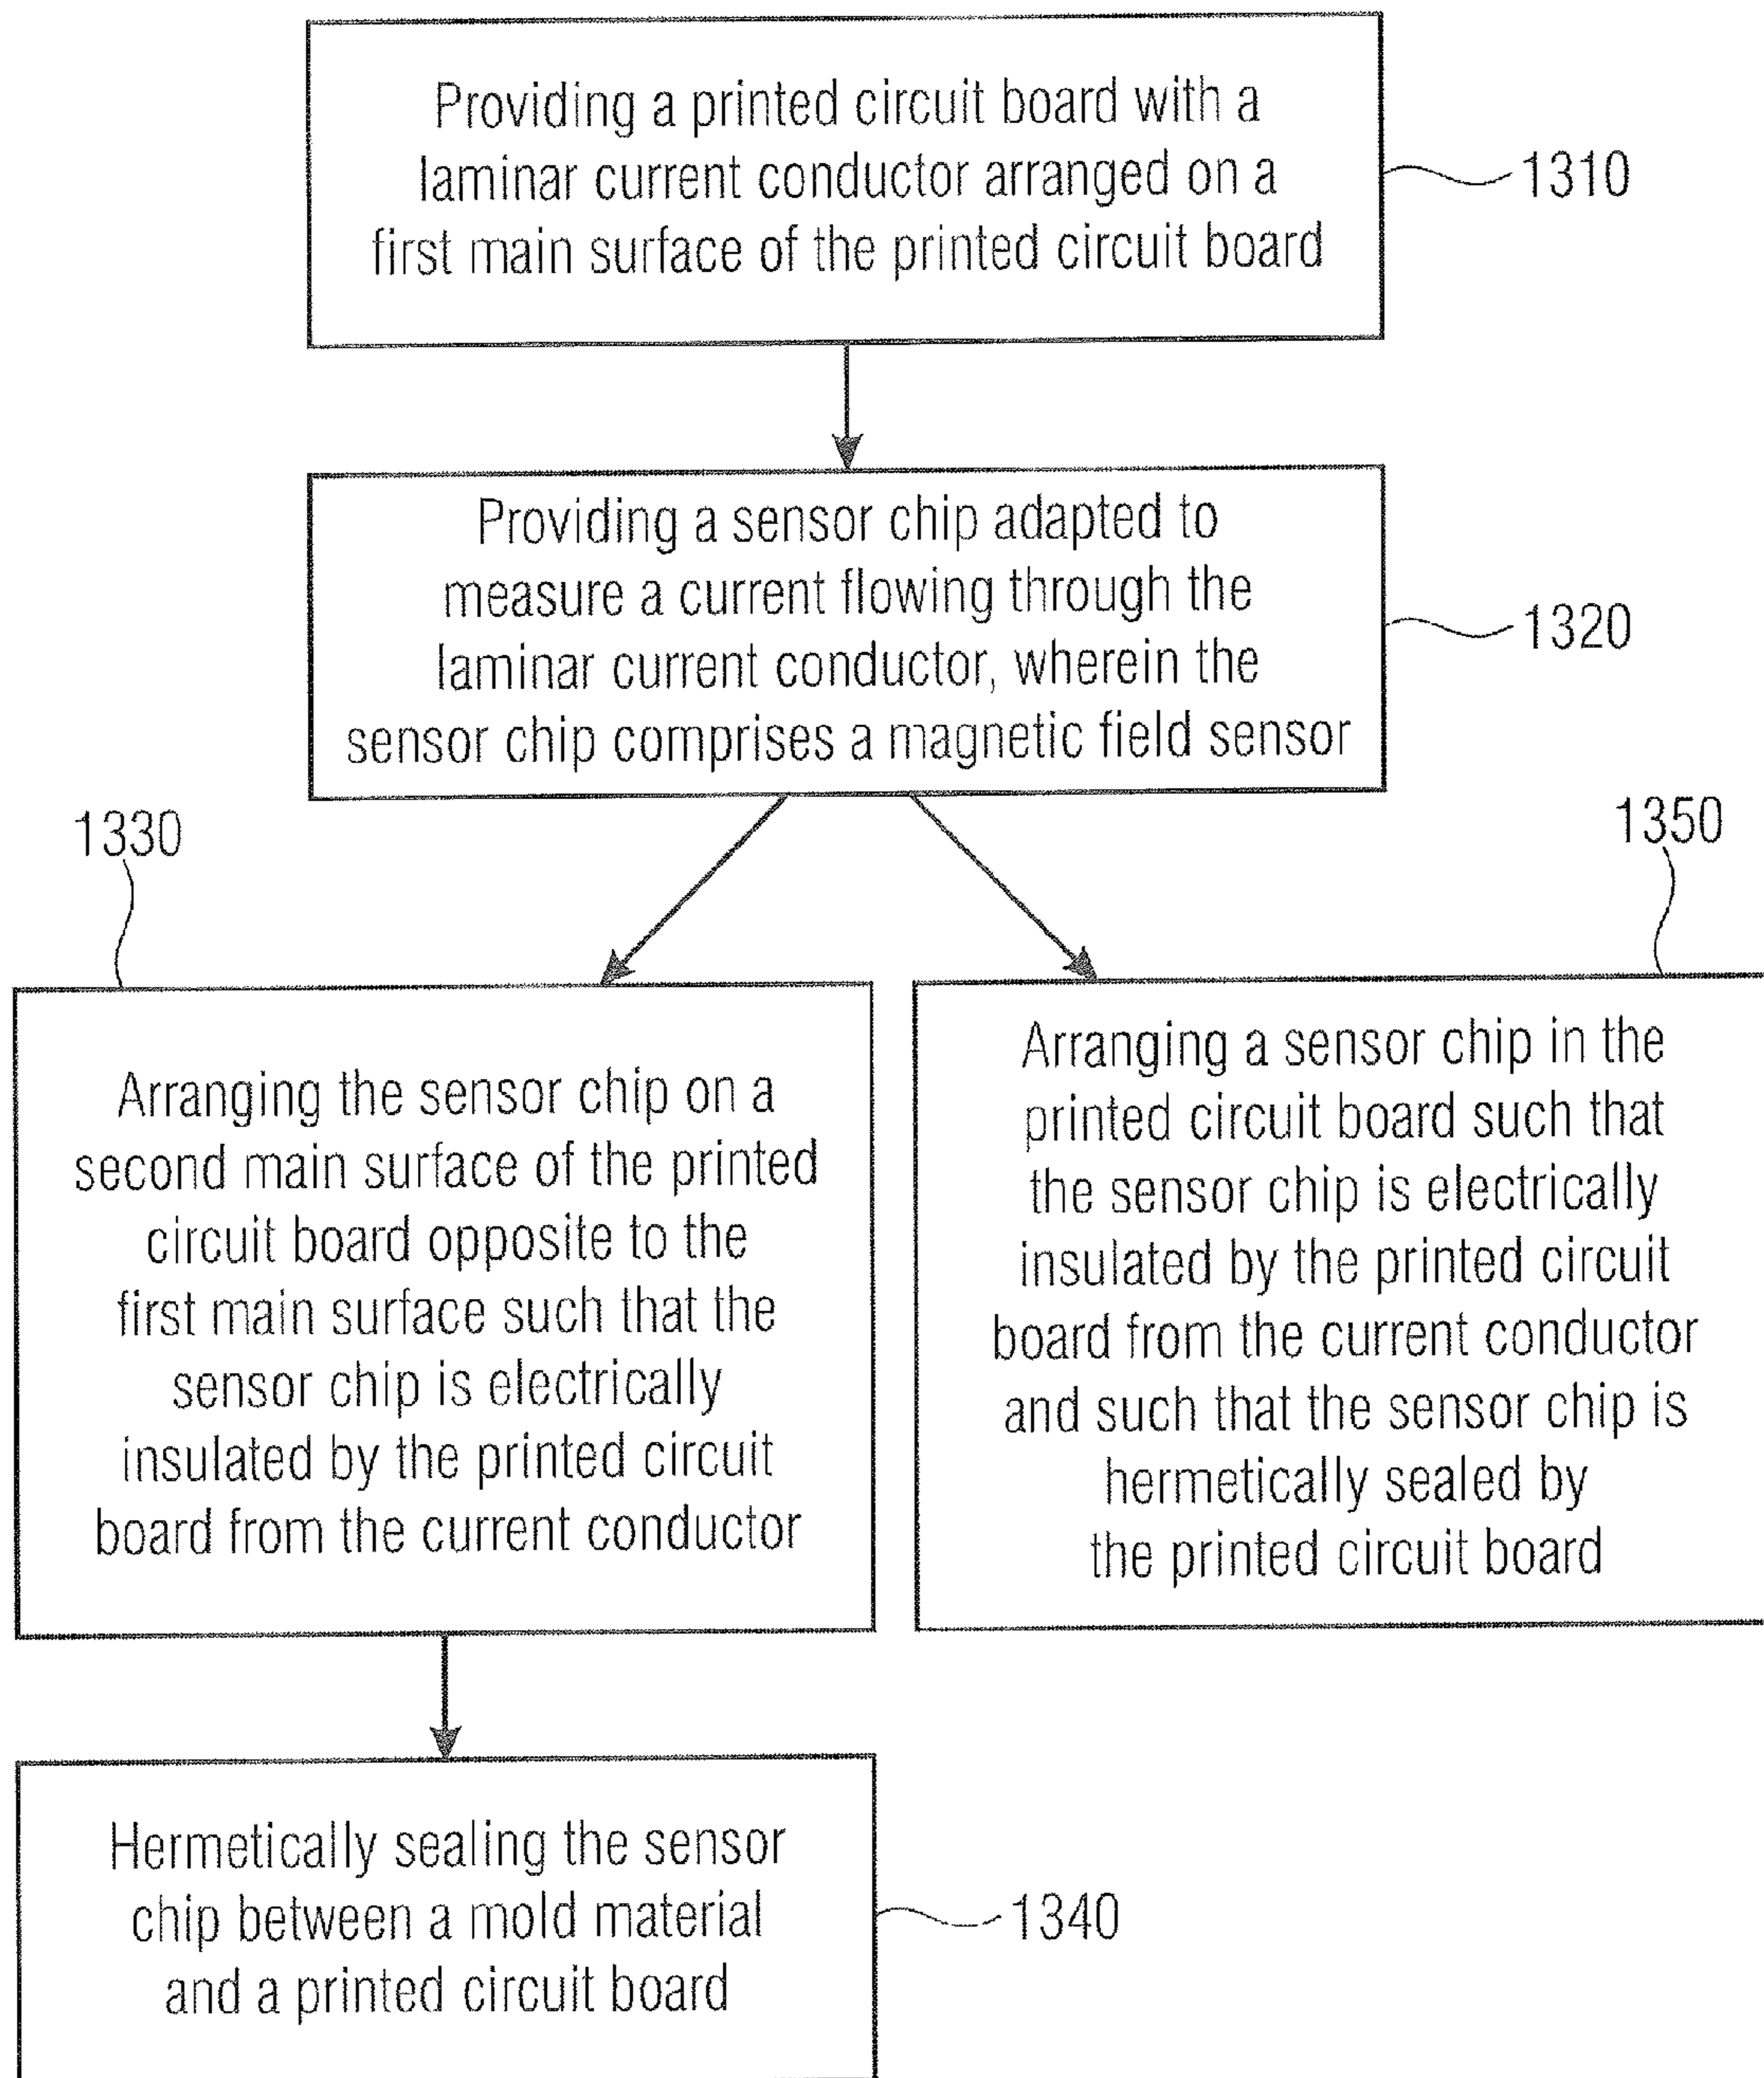 Providing a printed circuit board with a
laminar current conductor arranged on a
first main surface of the printed circuit board
1310
Providing a sensor chip adapted to
measure a current flowing through the
laminar current conductor, wherein the
sensor chip comprises a magnetic field sensor
1320
1330
Arranging the sensor chip on a
second main surface of the printed
circuit board opposite to the
first main surface such that the
sensor chip is electrically
insulated by the printed circuit
board from the current conductor
1350
Arranging a sensor chip in the
printed circuit board such that
the sensor chip is electrically
insulated by the printed circuit
board from the current conductor
and such that the sensor chip is
hermetically sealed by
the printed circuit board
Hermetically sealing the sensor
chip between a mold material
and a printed circuit board
1340